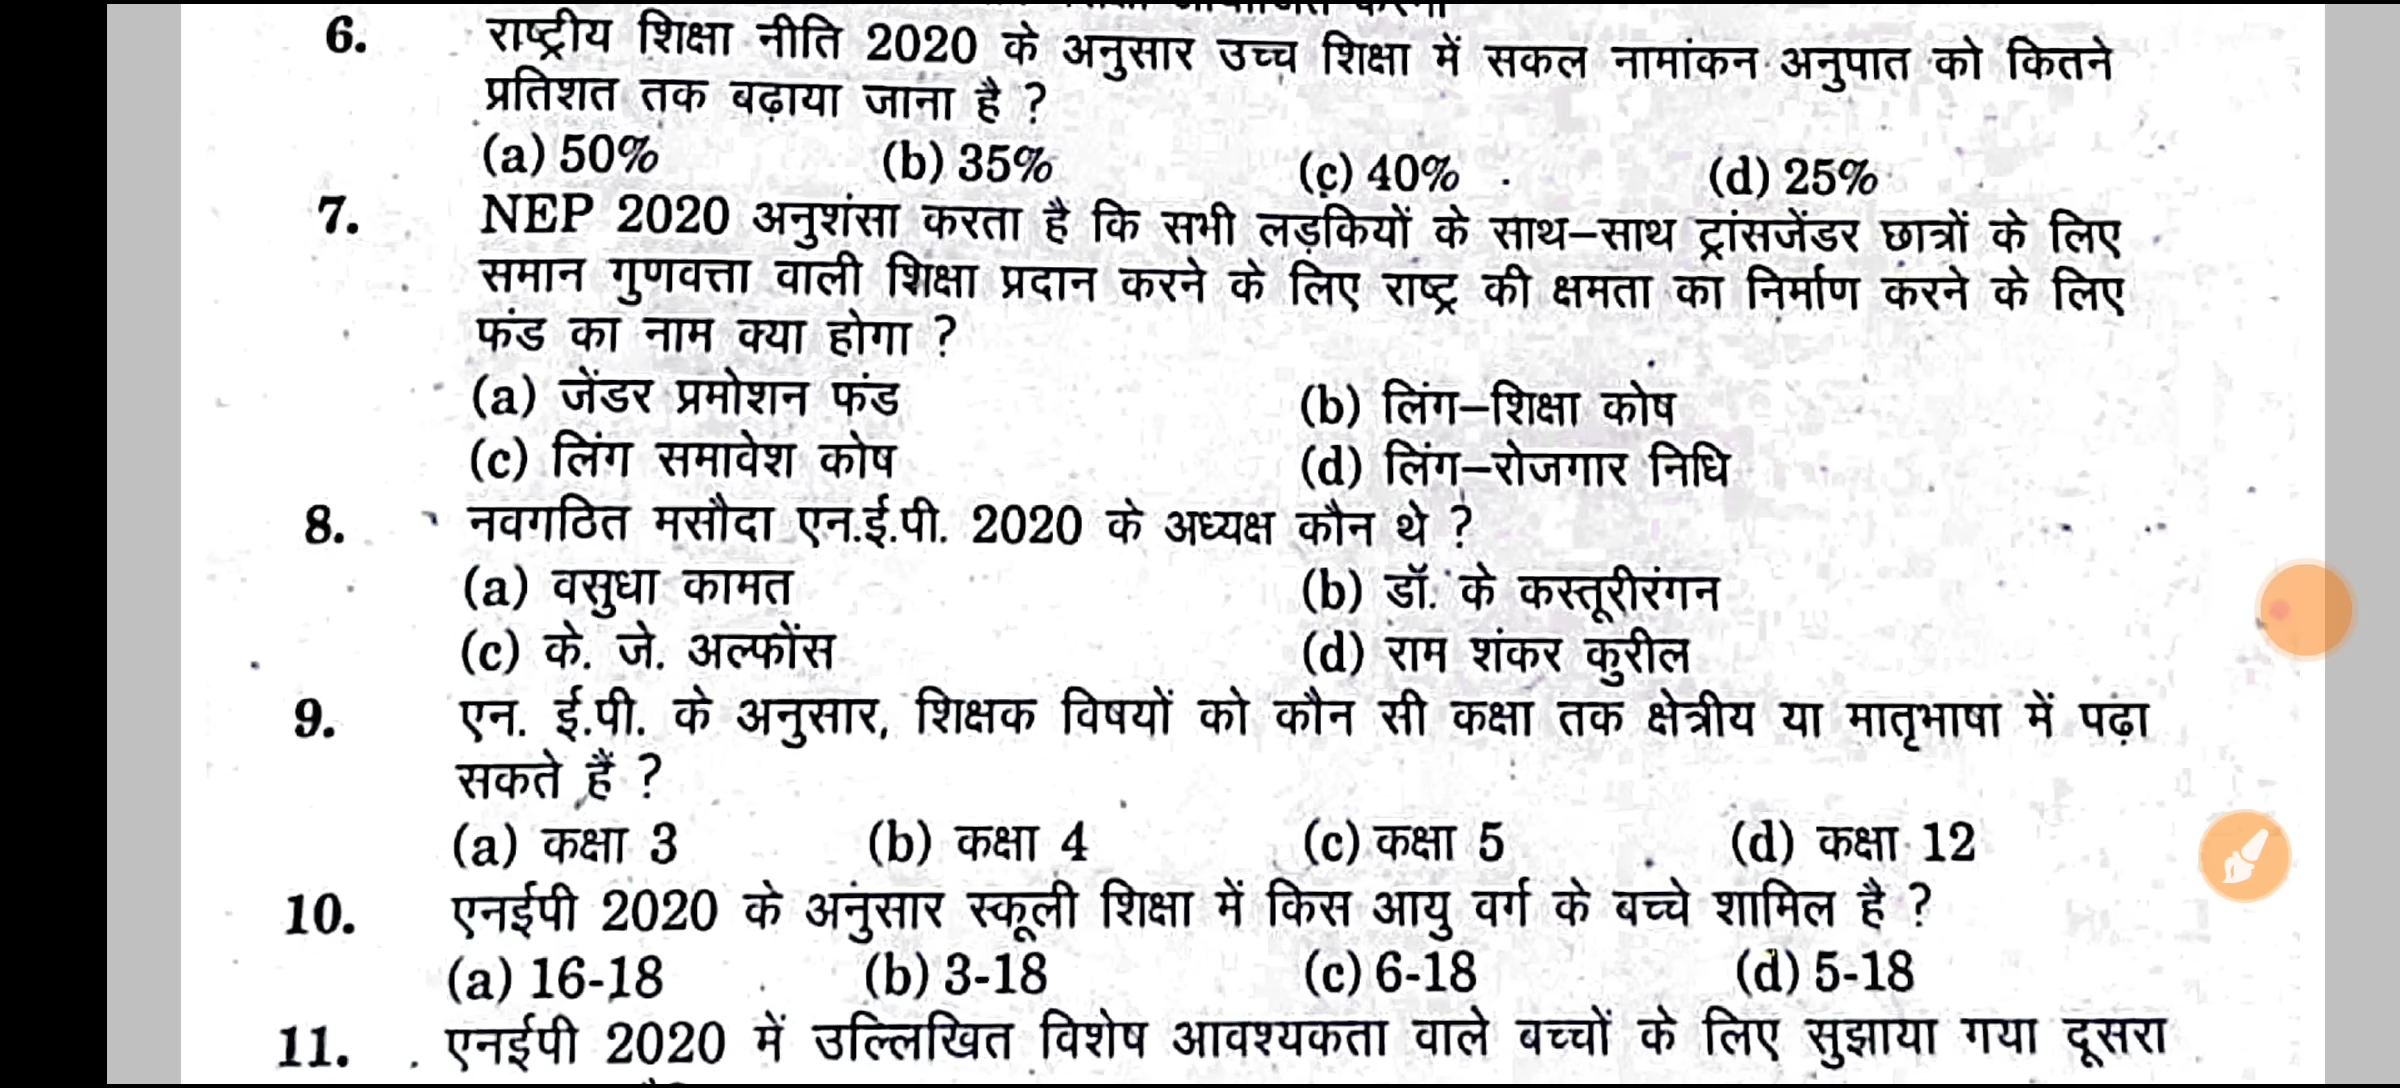 6. राष्ट्रीय शिक्षा नीति 2020 के अनुसार उच्च शिक्षा में सकल नामांकन अनुपात को कितने
प्रतिशत तक बढ़ाया जाना है ?
(a) 50% (b) 35% (c) 40% (d) 25%
7. NEP 2020 अनुशंसा करता है कि सभी लड़कियों के साथ–साथ ट्रांसजेंडर छात्रों के लिए
समान गुणवत्ता वाली शिक्षा प्रदान करने के लिए राष्ट्र की क्षमता का निर्माण करने के लिए
फंड का नाम क्या होगा ?
(a) जेंडर प्रमोशन फंड (b) लिंग–शिक्षा कोष
(c) लिंग समावेश कोष (d) लिंग–रोजगार निधि
8. नवगठित मसौदा एन.ई.पी. 2020 के अध्यक्ष कौन थे ?
(a) वसुधा कामत (b) डॉ. के कस्तूरीरंगन
(c) के. जे. अल्फोंस (d) राम शंकर कुरील
9. एन. ई.पी. के अनुसार, शिक्षक विषयों को कौन सी कक्षा तक क्षेत्रीय या मातृभाषा में पढ़ा
सकते हैं ?
(a) कक्षा 3 (b) कक्षा 4 (c) कक्षा 5 (d) कक्षा 12
10. एनईपी 2020 के अनुसार स्कूली शिक्षा में किस आयु वर्ग के बच्चे शामिल है ?
(a) 16-18 (b) 3-18 (c) 6-18 (d) 5-18
11. एनईपी 2020 में उल्लिखित विशेष आवश्यकता वाले बच्चों के लिए सुझाया गया दूसरा